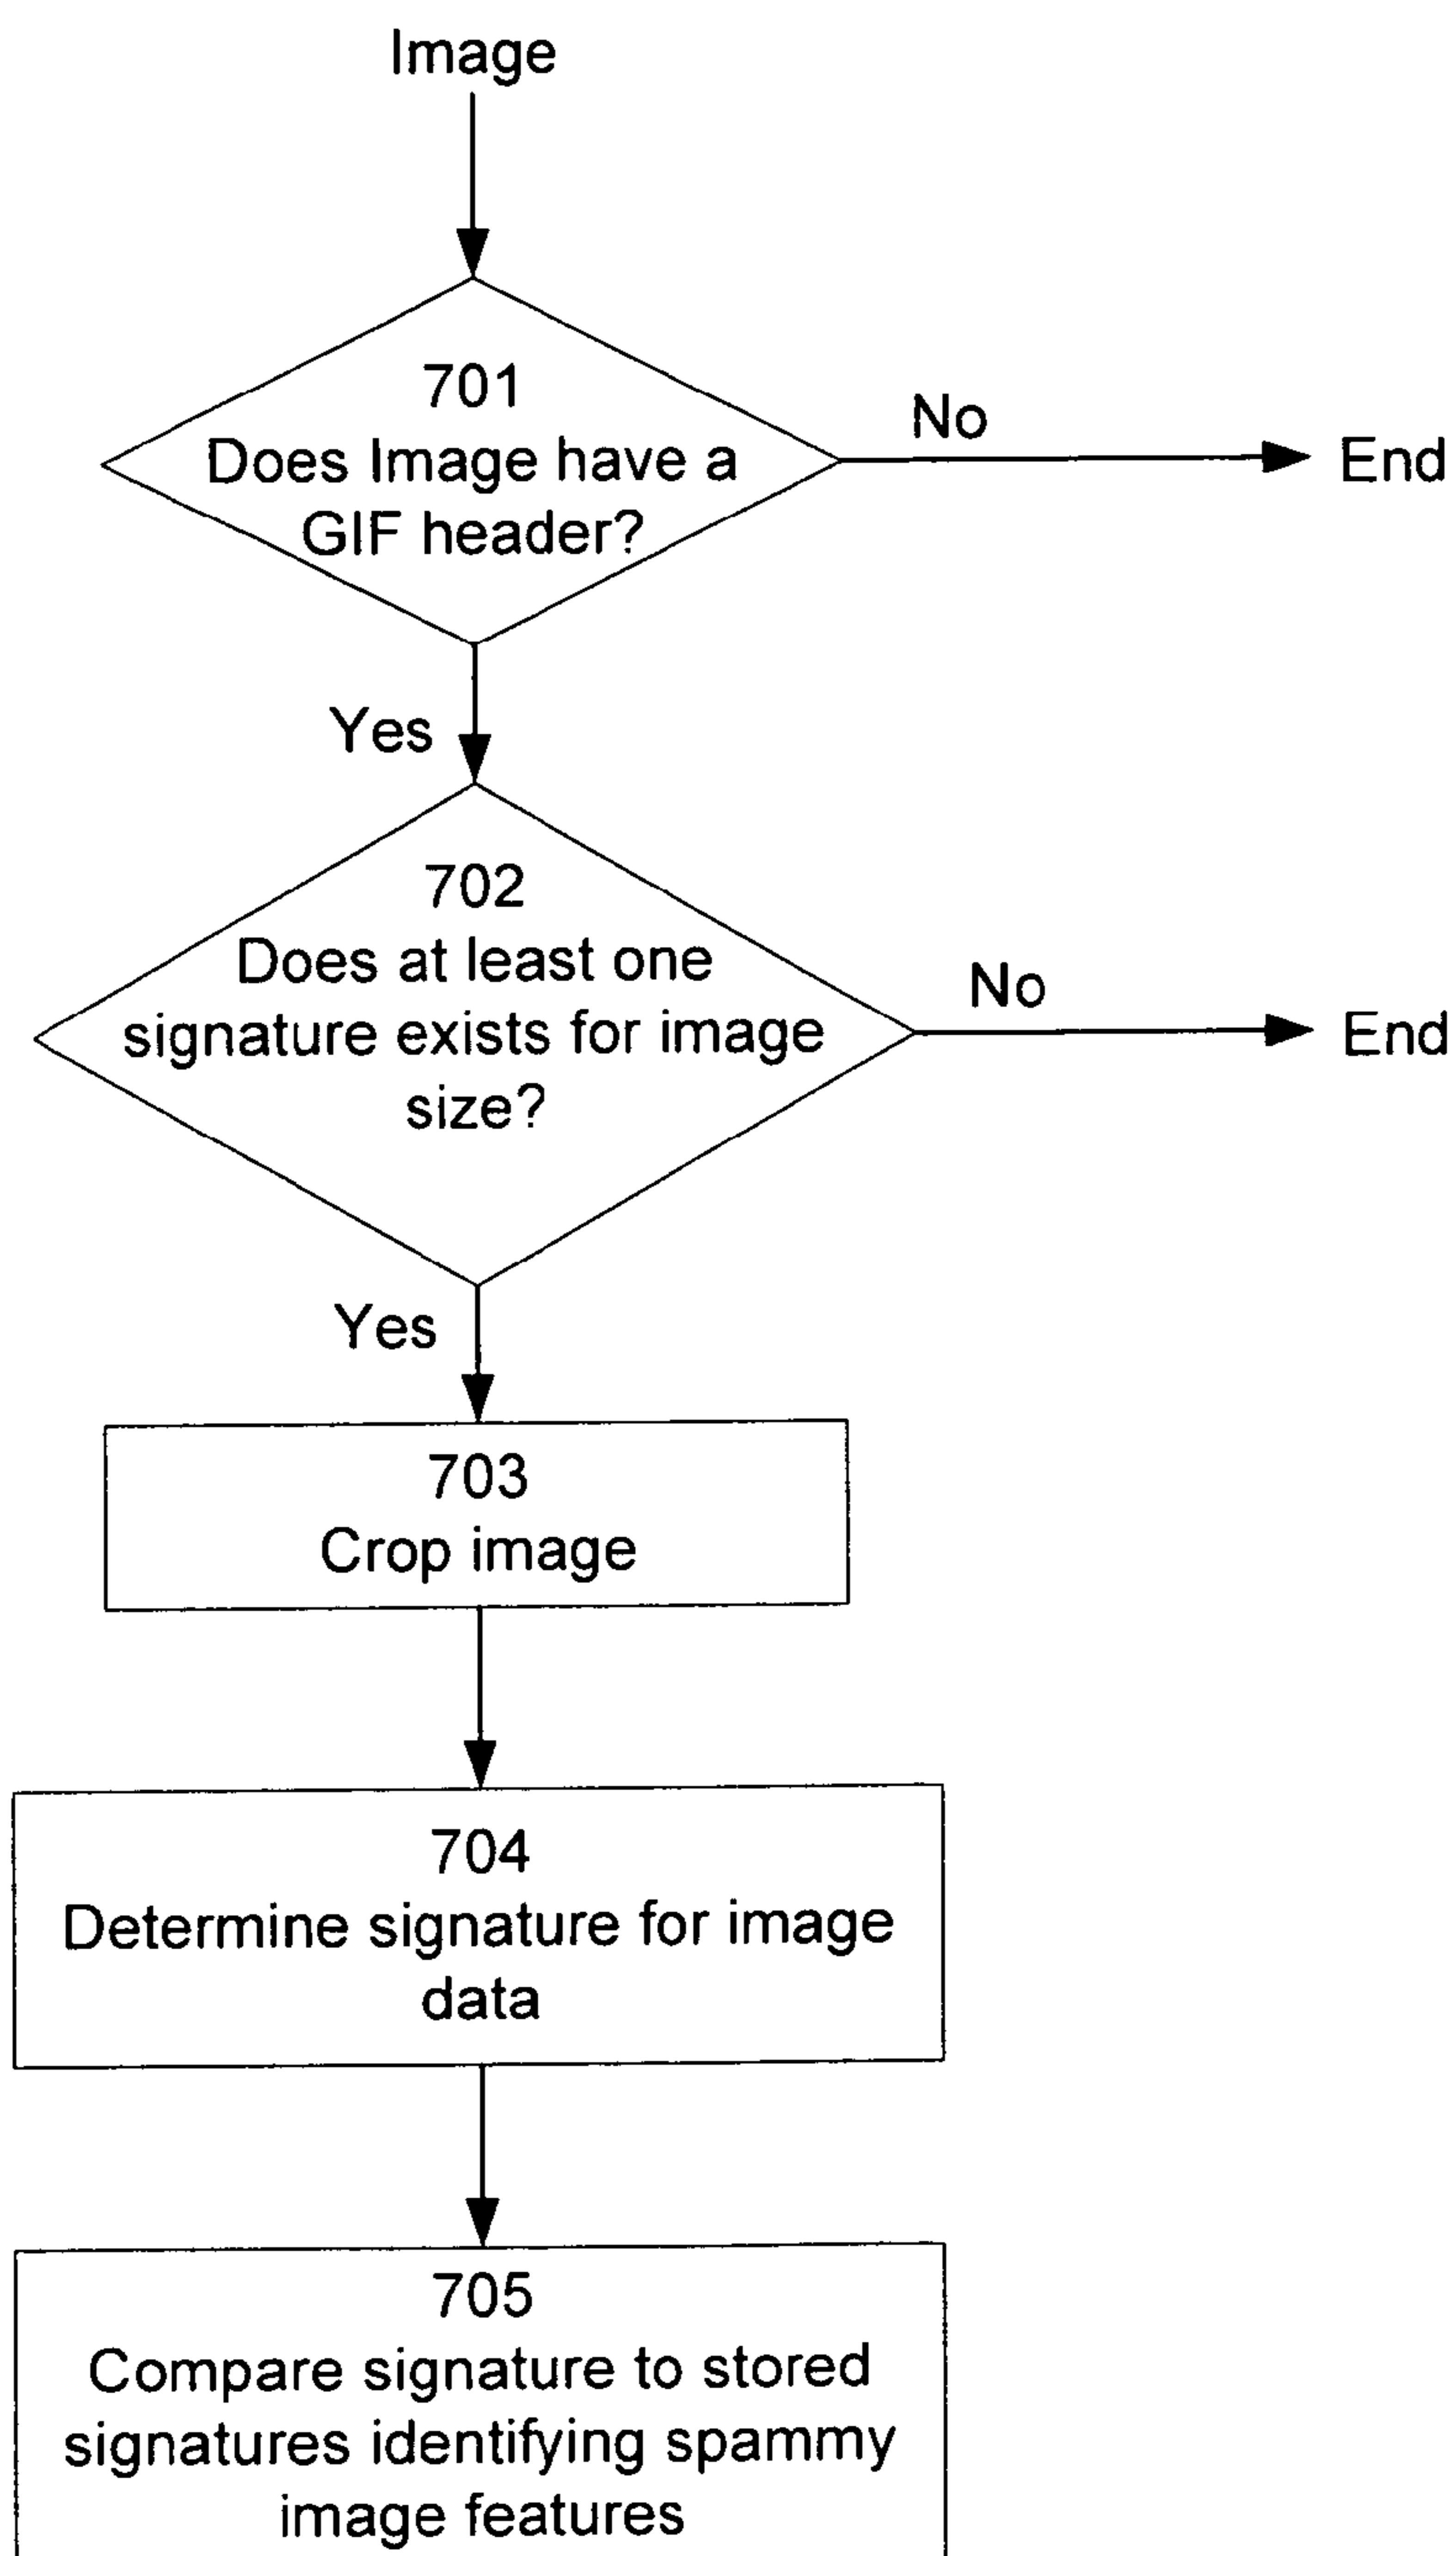 Image
701
Does Image have a
GIF header?
No
End
Yes
702
Does at least one
signature exists for image
size?
No
End
Yes
703
Crop image
704
Determine signature for image
data
705
Compare signature to stored
signatures identifying spammy
image features